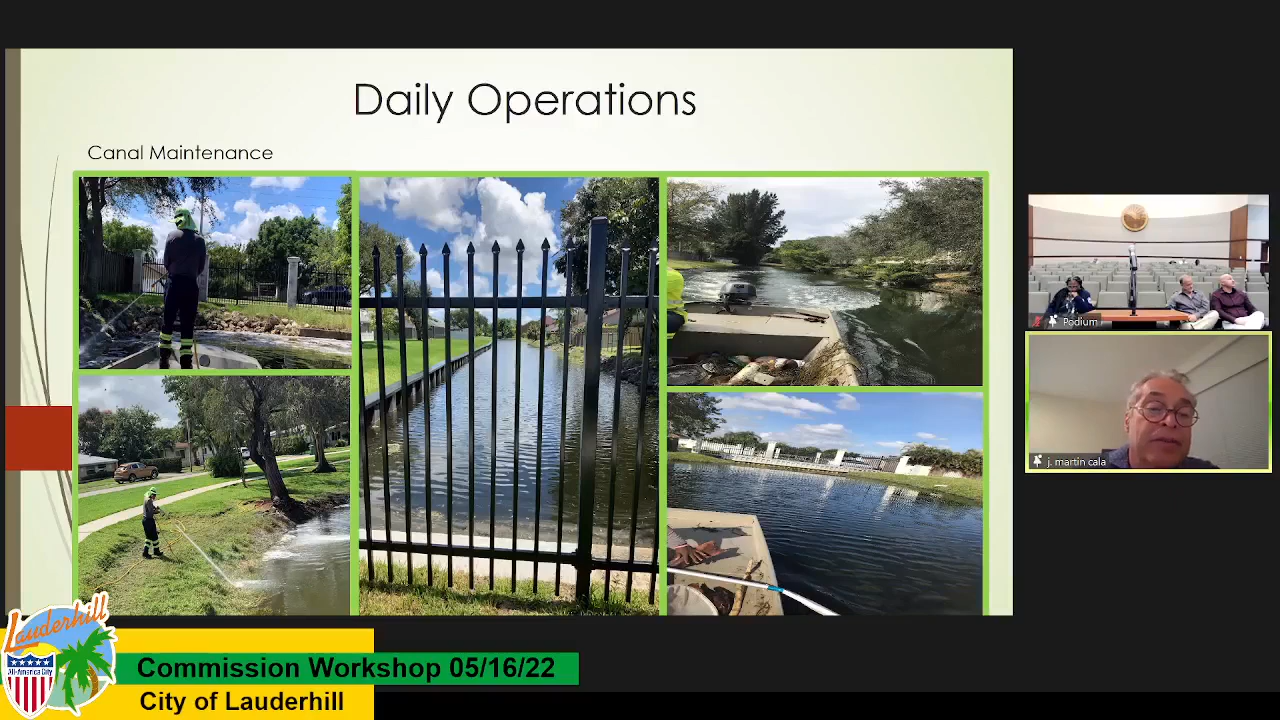 Daily Operations
Canal Maintenance
Podium
j. martin cala
Lauderhill
All-America City
Commission Workshop 05/16/22
City of Lauderhill